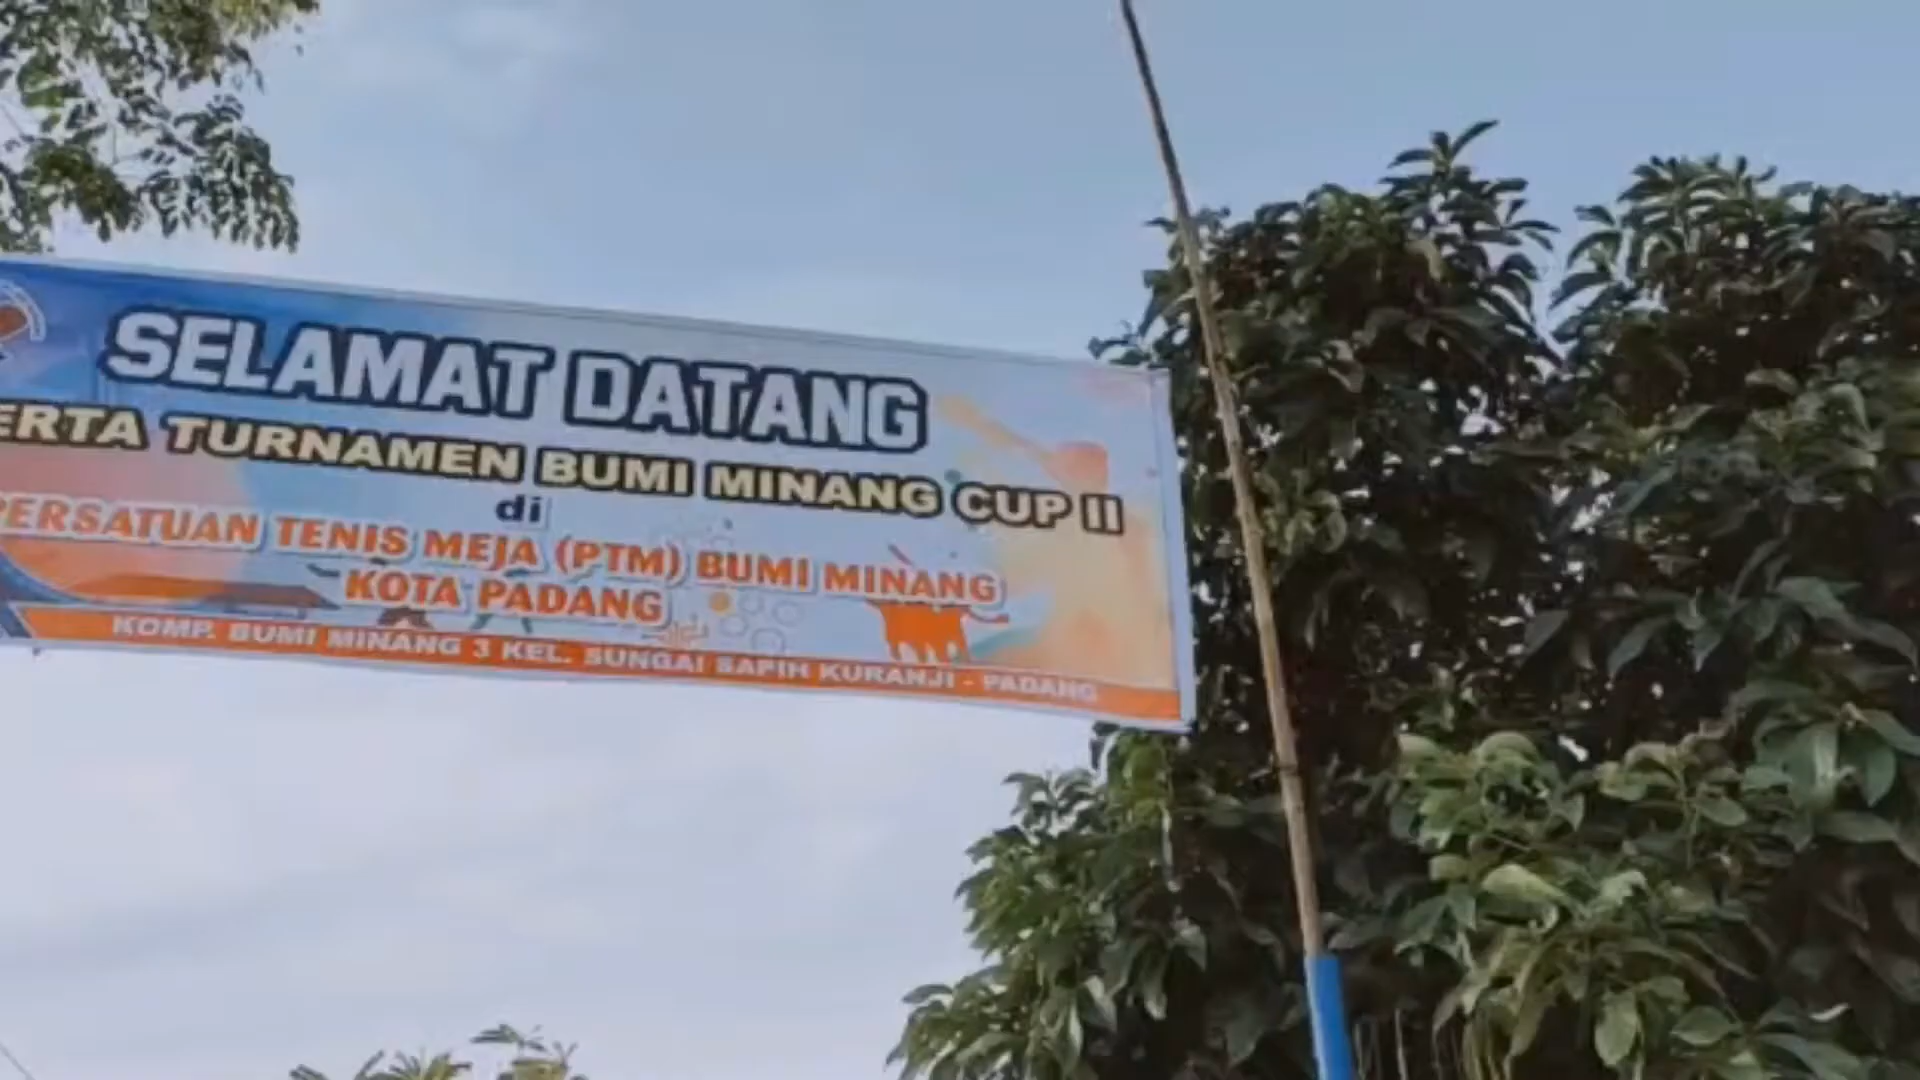 SELAMAT DATANG
ERTA TURNAMEN BUMI MINANG CUP II
di
PERSATUAN TENIS MEJA (PTM) BUMI MINANG
KOTA PADANG
KOMP. BUMI MINANG 3 KEL. SUNGAI SAPIH KURANJI - PADANG